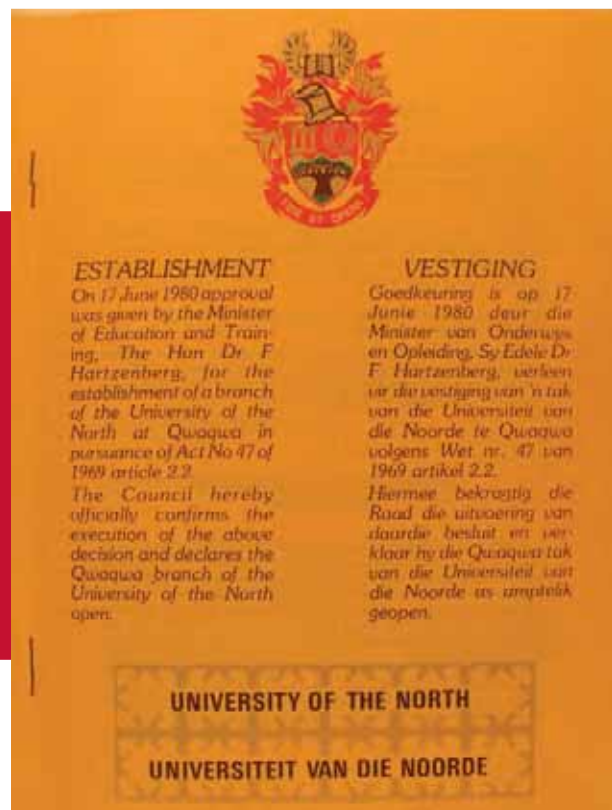 FIDE ET OPERA
ESTABLISHMENT
On 17 June 1980 approval
was given by the Minister
of Education and Train-
ing, The Hon Dr F
Hartzenberg, for the
establishment of a branch
of the University of the
North at Qwaqwa in
pursuance of Act No 47 of
1969 article 2.2.
The Council hereby
officially confirms the
execution of the above
decision and declares the
Qwaqwa branch of the
University of the North
open.
VESTIGING
Goedkeuring is op 17
Junie 1980 deur die
Minister van Onderwys
en Opleiding, Sy Edele Dr
F Hartzenberg, verleen
vir die vestiging van 'n tak
van die Universiteit van
die Noorde te Qwaqwa
volgens Wet nr. 47 van
1969 artikel 2.2.
Hiermee bekragtig die
Raad die uitvoering van
daardie besluit en ver-
klaar hy die Qwaqwa tak
van die Universiteit van
die Noorde as amptelik
geopen.
UNIVERSITY OF THE NORTH
UNIVERSITEIT VAN DIE NOORDE